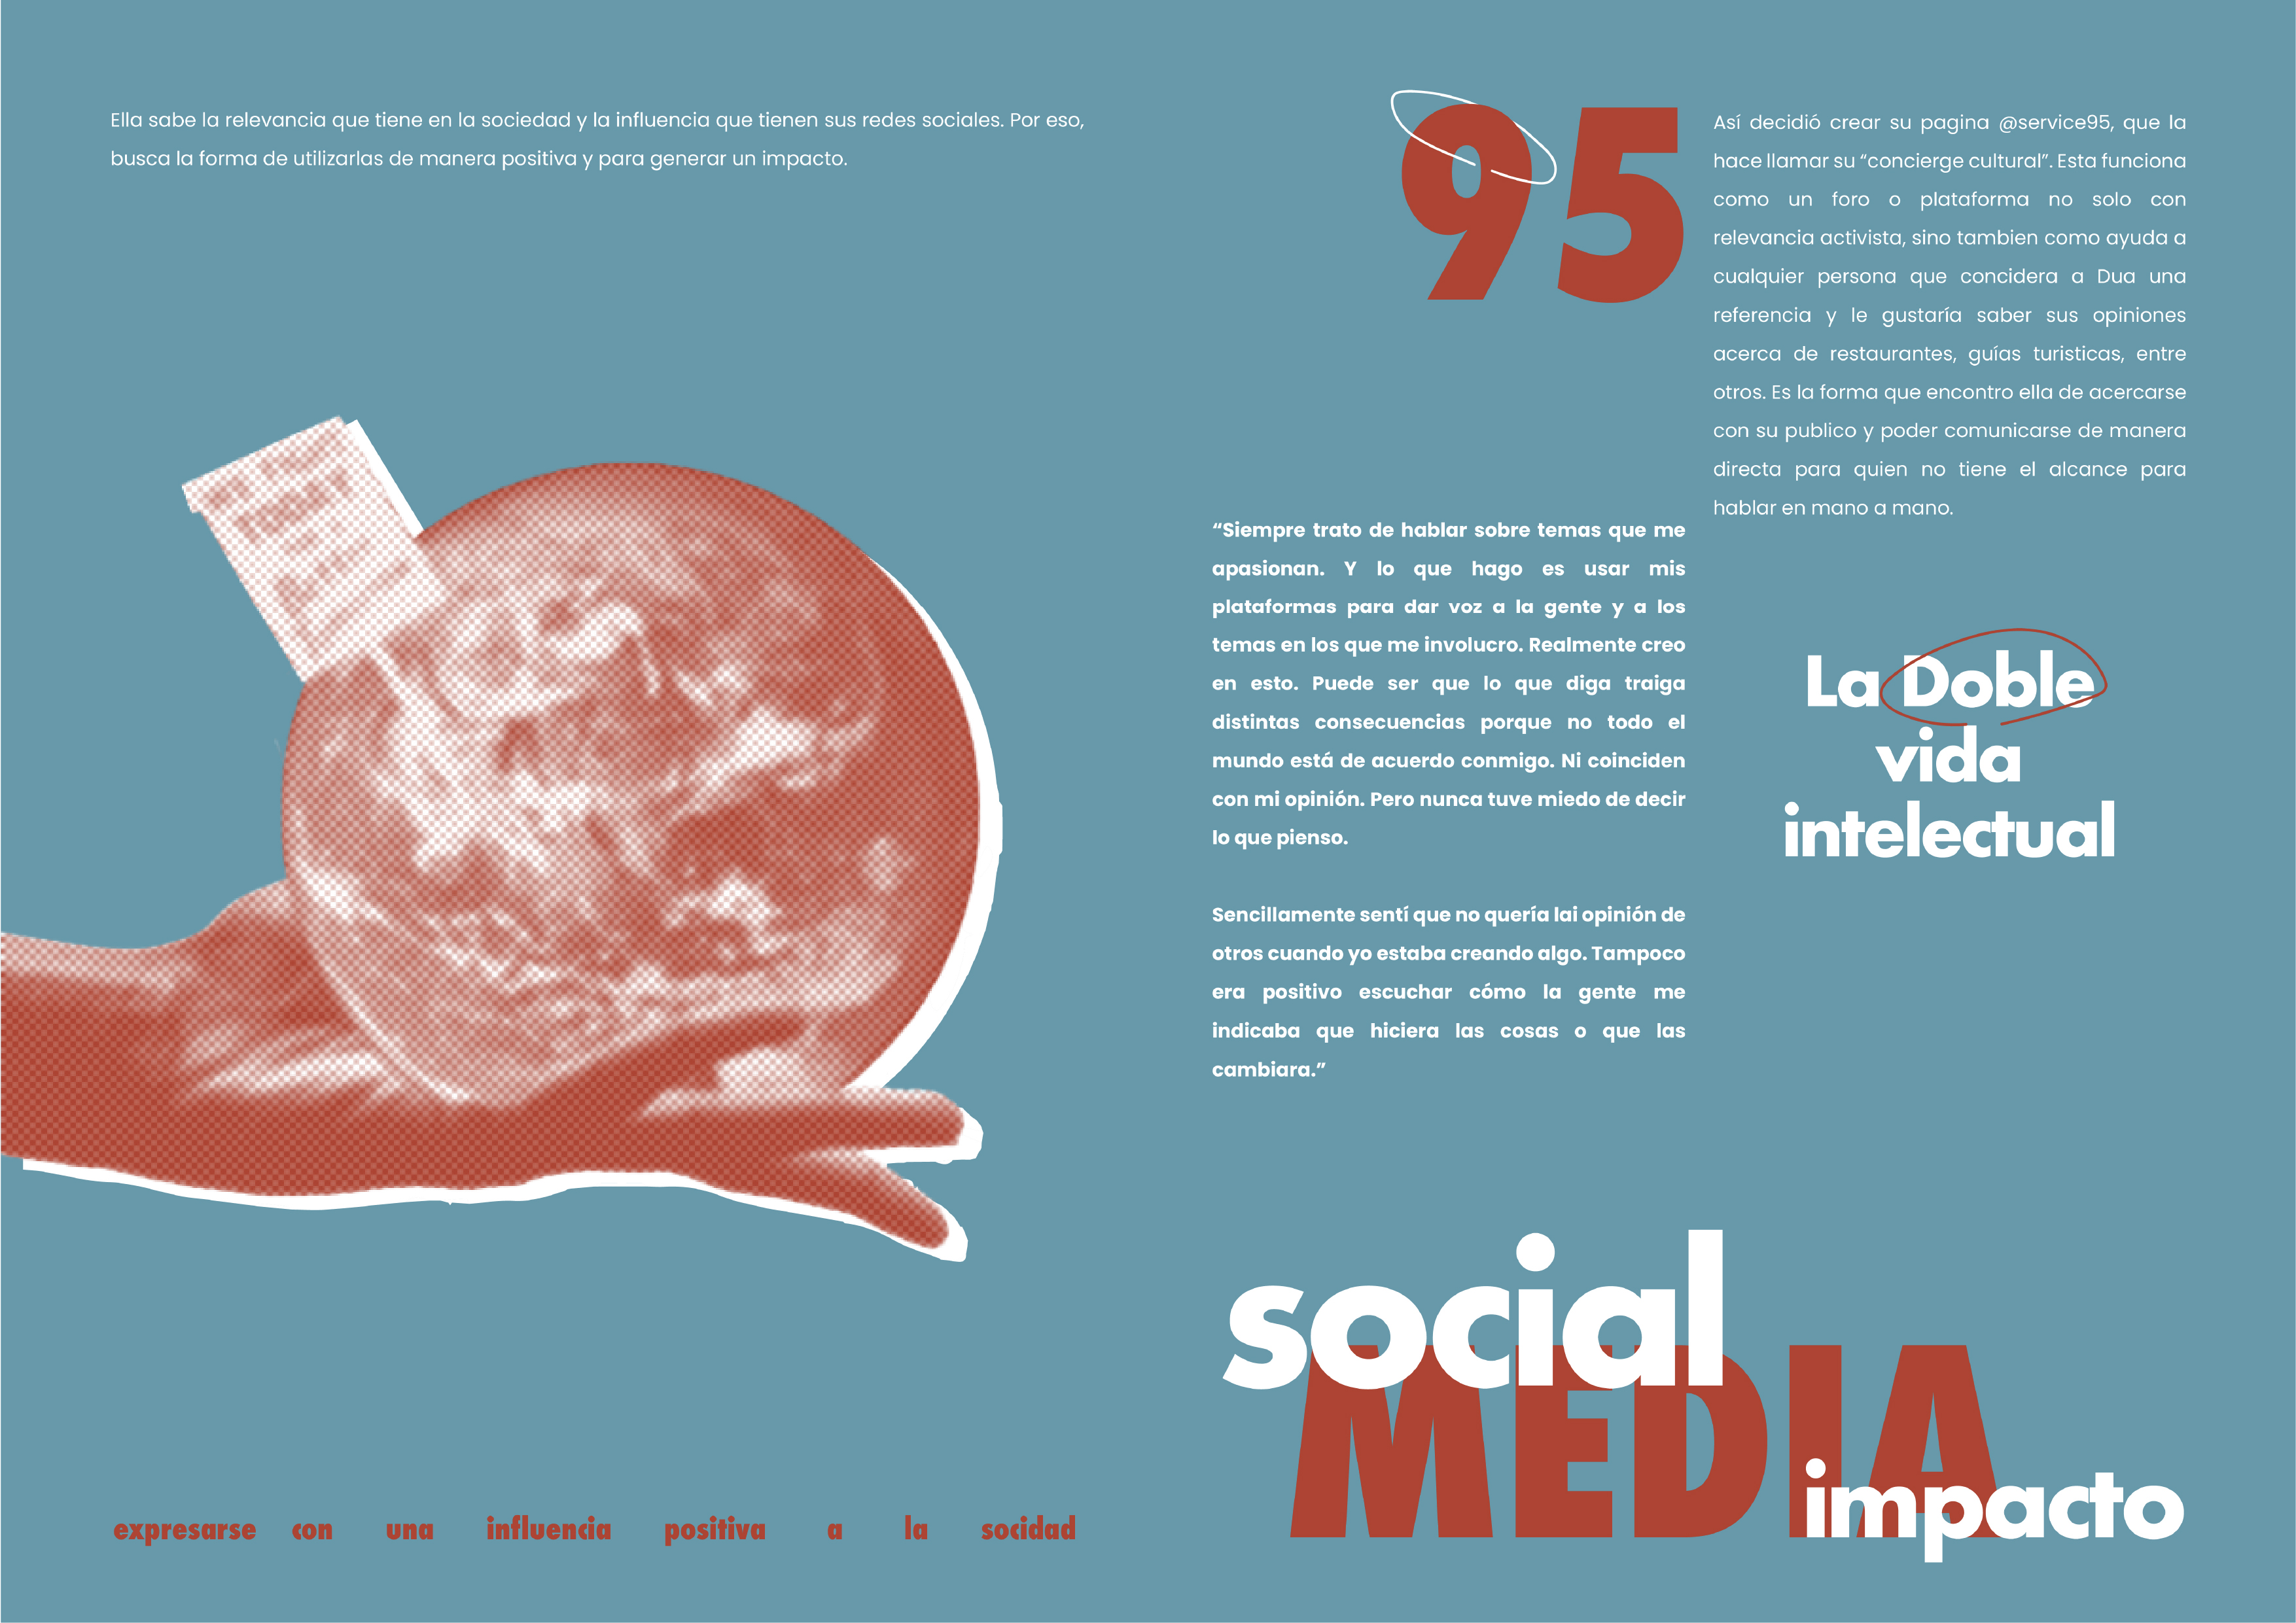 Ella sabe la relevancia que tiene en la sociedad y la influencia que tienen sus redes sociales. Por eso,
busca la forma de utilizarlas de manera positiva y para generar un impacto.
expresarse con una influencia positiva a la socidad
95
Así decidió crear su pagina @service95, que la
hace llamar su “concierge cultural”. Esta funciona
como un foro o plataforma no solo con
relevancia activista, sino tambien como ayuda a
cualquier persona que concidera a Dua una
referencia y le gustaría saber sus opiniones
acerca de restaurantes, guías turisticas, entre
otros. Es la forma que encontro ella de acercarse
con su publico y poder comunicarse de manera
directa para quien no tiene el alcance para
hablar en mano a mano.
“Siempre trato de hablar sobre temas que me
apasionan. Y lo que hago es usar mis
plataformas para dar voz a la gente y a los
temas en los que me involucro. Realmente creo
en esto. Puede ser que lo que diga traiga
distintas consecuencias porque no todo el
mundo está de acuerdo conmigo. Ni coinciden
con mi opinión. Pero nunca tuve miedo de decir
lo que pienso.
Sencillamente sentí que no quería lai opinión de
otros cuando yo estaba creando algo. Tampoco
era positivo escuchar cómo la gente me
indicaba que hiciera las cosas o que las
cambiara.”
La Doble
vida
intelectual
social
MEDIA
impacto